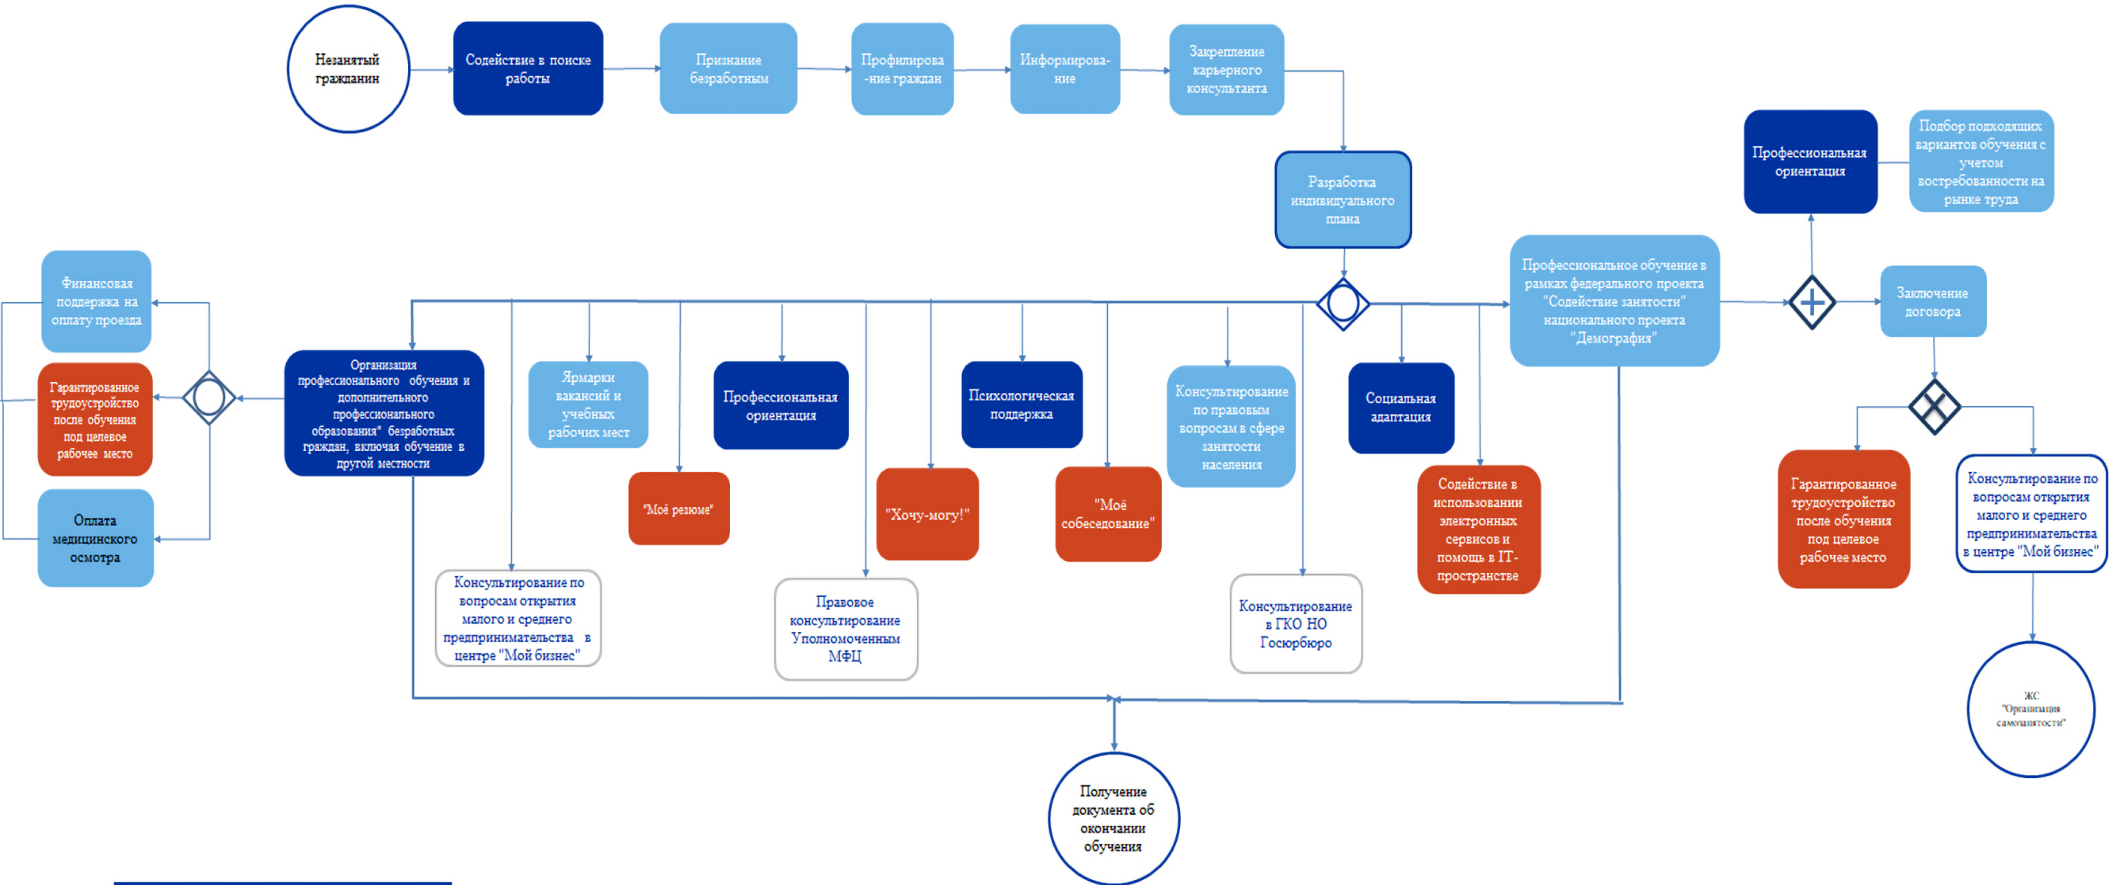 Незанятый
гражданин
Содействие в поиске
работы
Признание
безработным
Профилирова
-ние граждан
Информирова-
ние
Закрепление
карьерного
консультанта
Разработка
индивидуального
плана
Профессиональная
ориентация
Подбор подходящих
вариантов обучения с
учетом
востребованности на
рынке труда
Профессиональное обучение в
рамках федерального проекта
"Содействие занятости"
национального проекта
"Демография"
Заключение
договора
Финансовая
поддержка на
оплату проезда
Гарантированное
трудоустройство
после обучения
под целевое
рабочее место
Оплата
медицинского
осмотра
Организация
профессионального обучения и
дополнительного
профессионального
образования" безработных
граждан, включая обучение в
другой местности
Ярмарки
вакансий и
учебных
рабочих мест
Профессиональная
ориентация
Психологическая
поддержка
Консультирование
по правовым
вопросам в сфере
занятости
населения
Социальная
адаптация
"Моё резюме"
"Хочу-могу!"
"Моё
собеседование"
Содействие в
использовании
электронных
сервисов и
помощь в IT-
пространстве
Гарантированное
трудоустройство
после обучения
под целевое
рабочее место
Консультирование по
вопросам открытия
малого и среднего
предпринимательства
в центре "Мой бизнес"
Консультирование по
вопросам открытия
малого и среднего
предпринимательства в
центре "Мой бизнес"
Правовое
консультирование
Уполномоченным
МФЦ
Консультирование
в ГКО НО
Госюрбюро
ЖС
"Организация
самозанятости"
Получение
документа об
окончании
обучения